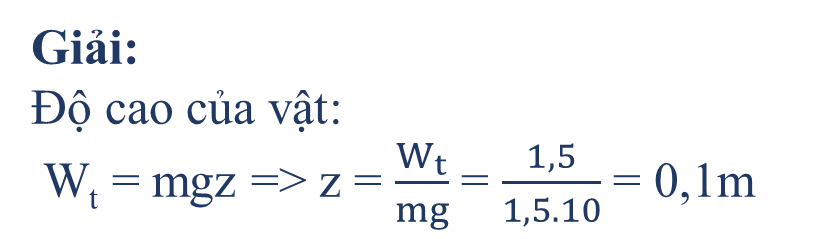 Giải:
Độ cao của vật:
Wₜ = mgz => z = Wₜ/mg = 1,5/1,5.10 = 0,1m